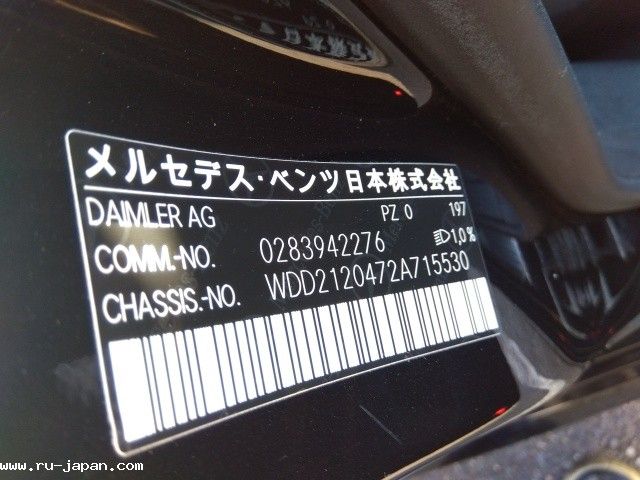 メルセデス・ベンツ日本株式会社
DAIMLER AG PZ 0 197
COMM.-NO. 0283942276 1,0%
CHASSIS.-NO. WDD2120472A715530
www.ru-japan.com